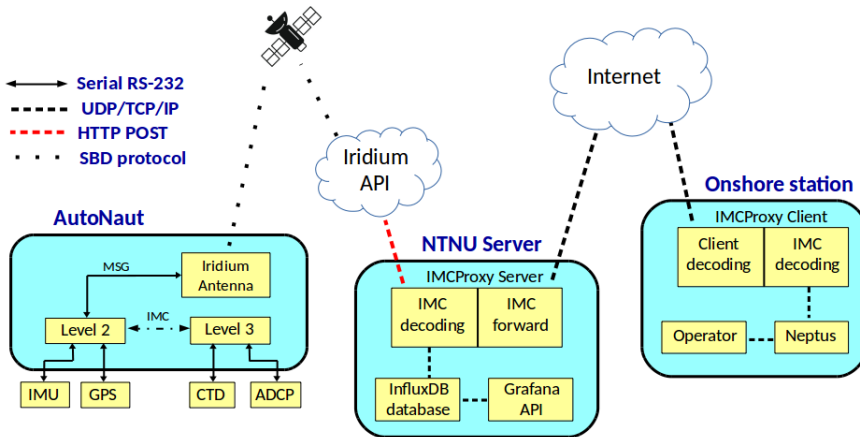 Serial RS-232
UDP/TCP/IP
HTTP POST
SBD protocol
Internet
Iridium
API
AutoNaut
MSG
Iridium
Antenna
Level 2
IMC
Level 3
IMU
GPS
CTD
ADCP
NTNU Server
IMCProxy Server
IMC
decoding
IMC
forward
InfluxDB
database
Grafana
API
Onshore station
IMCProxy Client
Client
decoding
IMC
decoding
Operator
Neptus